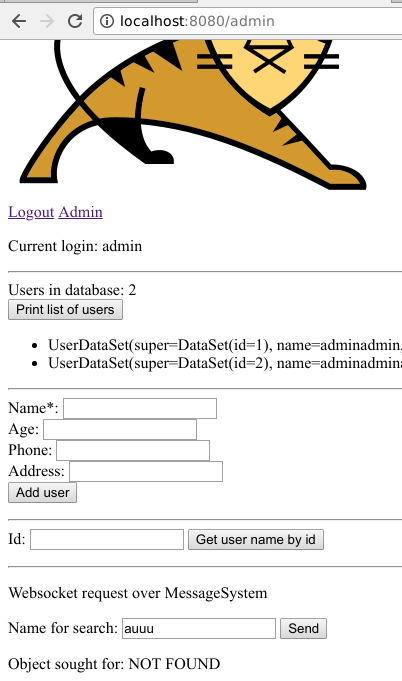 localhost:8080/admin
Logout Admin
Current login: admin
Users in database: 2
Print list of users
UserDataSet(super=DataSet(id=1), name=adminadmin,
UserDataSet(super=DataSet(id=2), name=adminadmin
Name*:
Age:
Phone:
Address:
Add user
Id: Get user name by id
Websocket request over MessageSystem
Name for search: auuu Send
Object sought for: NOT FOUND